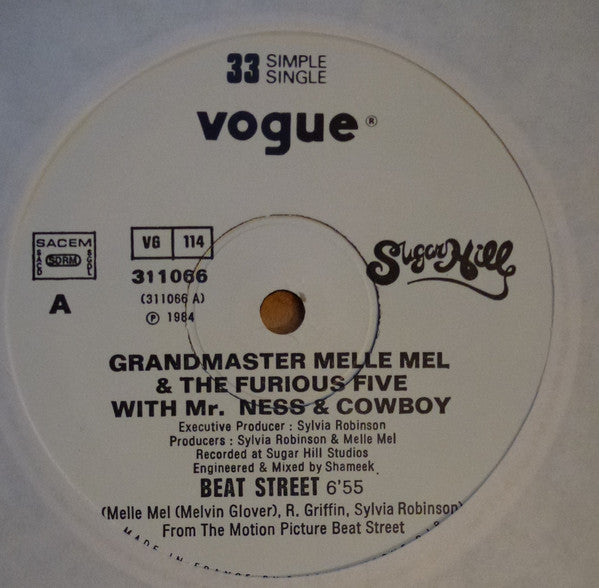 33 SIMPLE
SINGLE
vogue®
SACEM
SACD SDRM SGDL
VG 114
311066
(311066 A)
A
℗ 1984
Sugar Hill
GRANDMASTER MELLE MEL
& THE FURIOUS FIVE
WITH Mr. NESS & COWBOY
Executive Producer : Sylvia Robinson
Producers : Sylvia Robinson & Melle Mel
Recorded at Sugar Hill Studios
Engineered & Mixed by Shameek.
BEAT STREET 6'55
(Melle Mel (Melvin Glover), R. Griffin, Sylvia Robinson)
From The Motion Picture Beat Street
MADE IN FRANCE